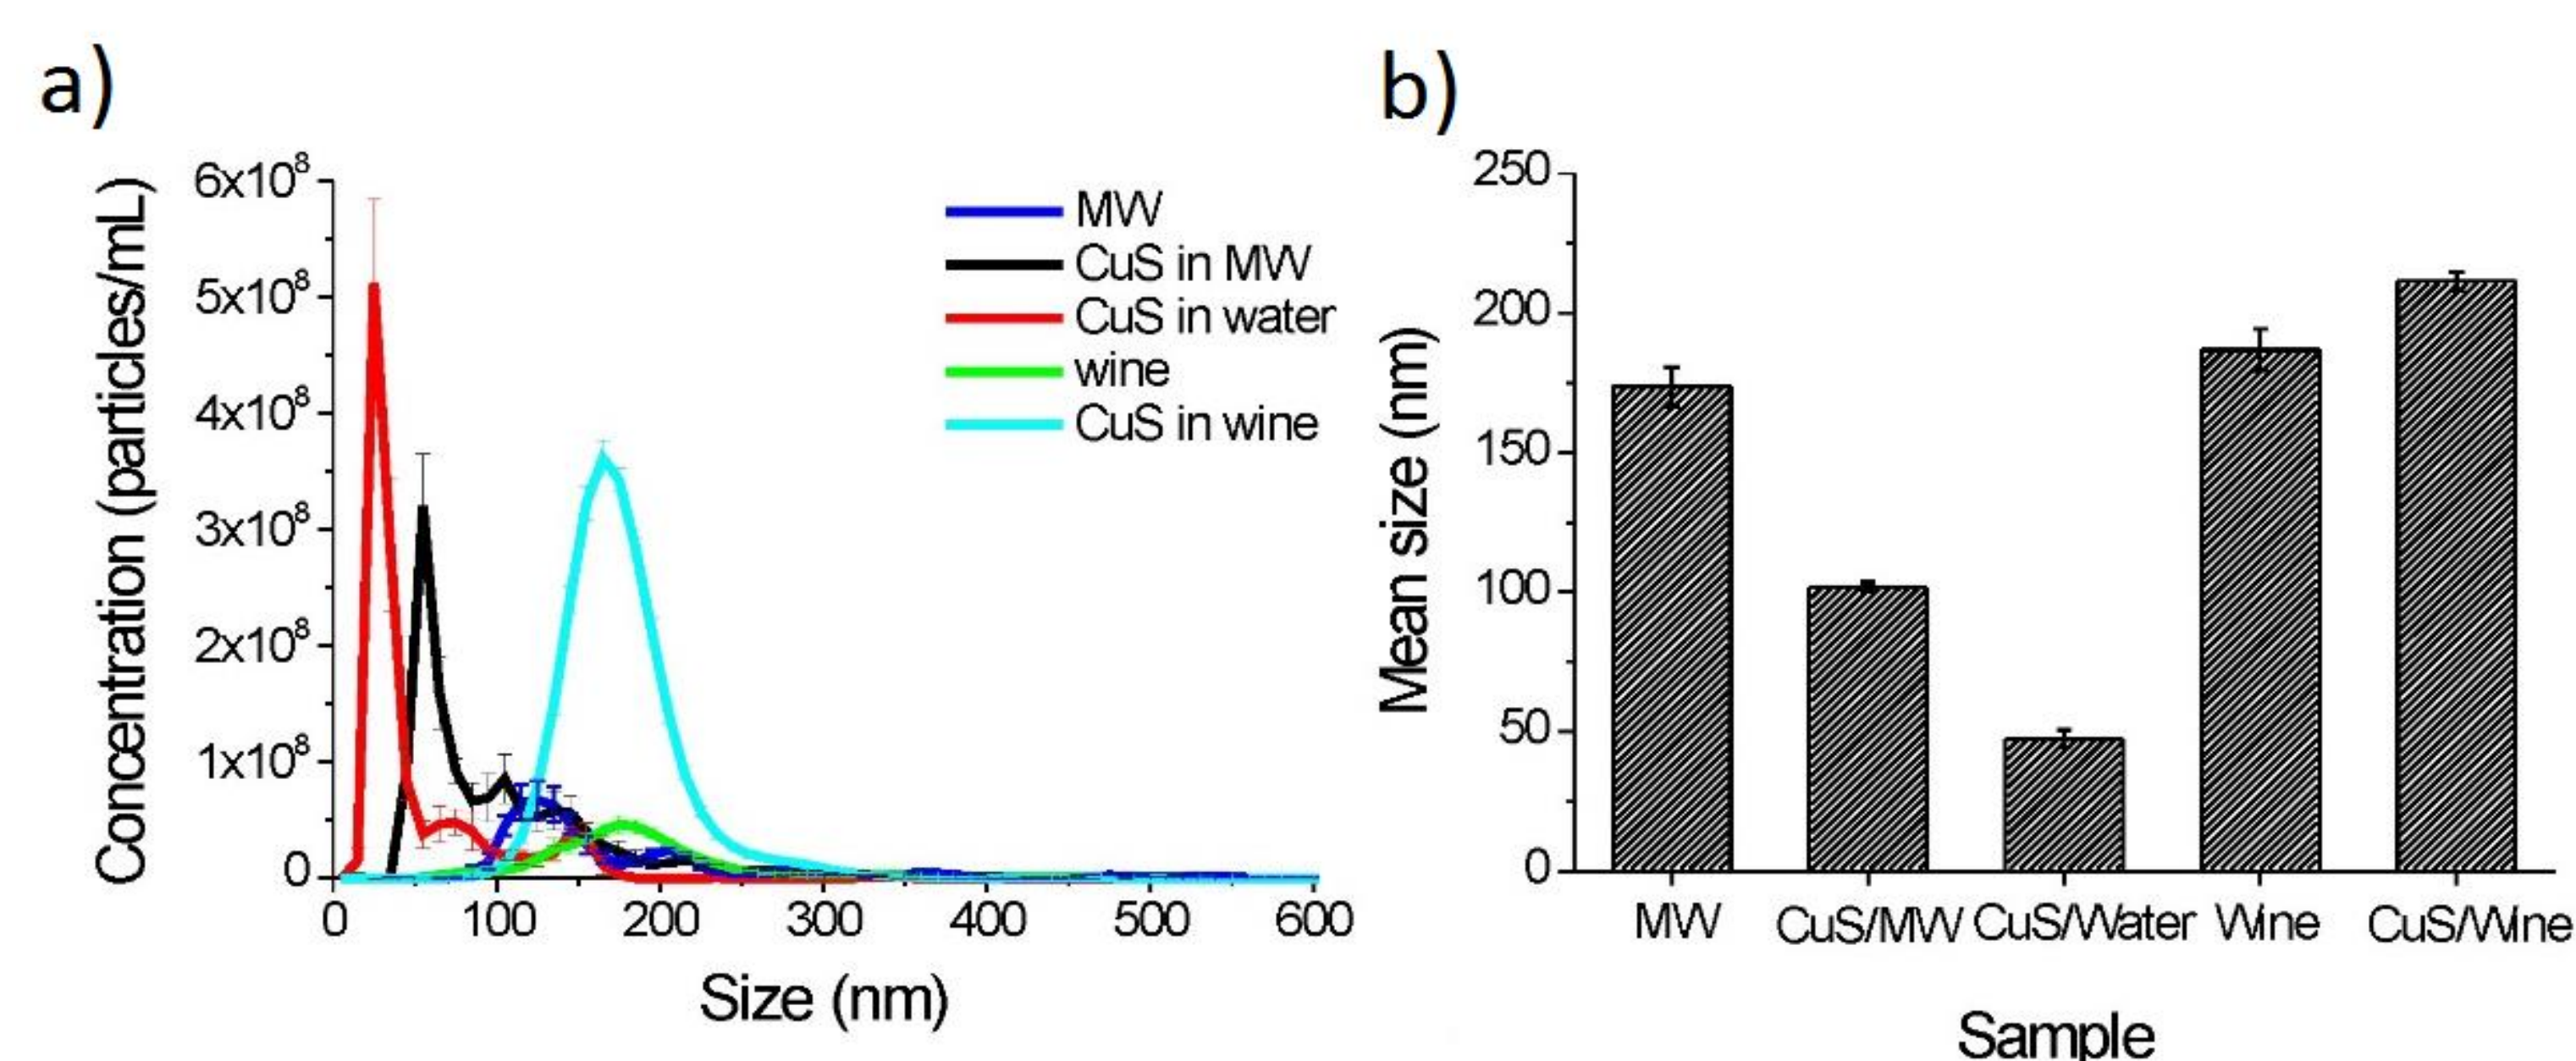 a)
Concentration (particles/mL)
6x10⁸
5x10⁸
4x10⁸
3x10⁸
2x10⁸
1x10⁸
0
0 100 200 300 400 500 600
Size (nm)
MW
CuS in MW
CuS in water
wine
CuS in wine
b)
Mean size (nm)
250
200
150
100
50
0
MW CuS/MW CuS/Water Wine CuS/Wine
Sample